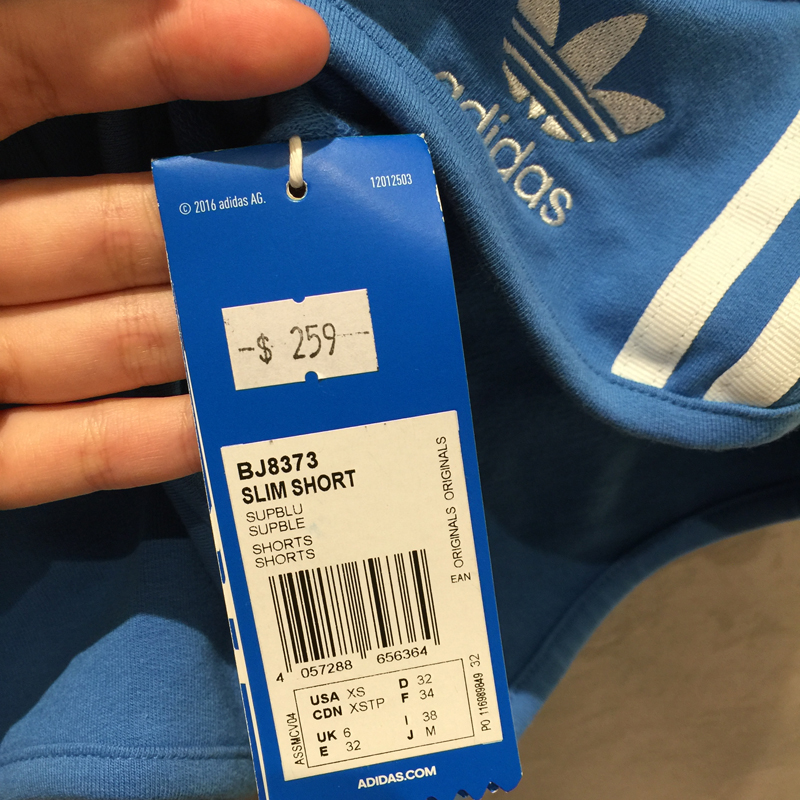 adidas
© 2016 adidas AG.
12012503
-$ 259-
BJ8373
SLIM SHORT
SUPBLU
SUPBLE
SHORTS
SHORTS
ORIGINALS ORIGINALS
EAN
4 057288 656364
USA XS D 32
CDN XSTP F 34
UK 6 I 38
E 32 J M
ASSMCV04
PO 116989849 32
ADIDAS.COM